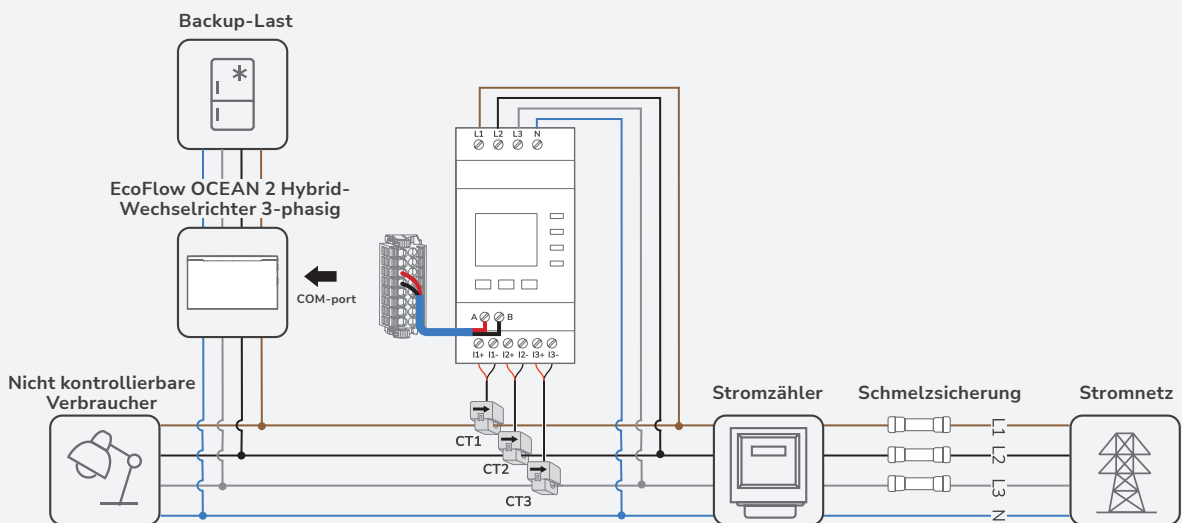 Backup-Last
EcoFlow OCEAN 2 Hybrid-
Wechselrichter 3-phasig
COM-port
L1 L2 L3 N
A B
I1+ I1- I2+ I2- I3+ I3-
Nicht kontrollierbare
Verbraucher
CT1
CT2
CT3
Stromzähler
Schmelzsicherung
Stromnetz
L1
L2
L3
N